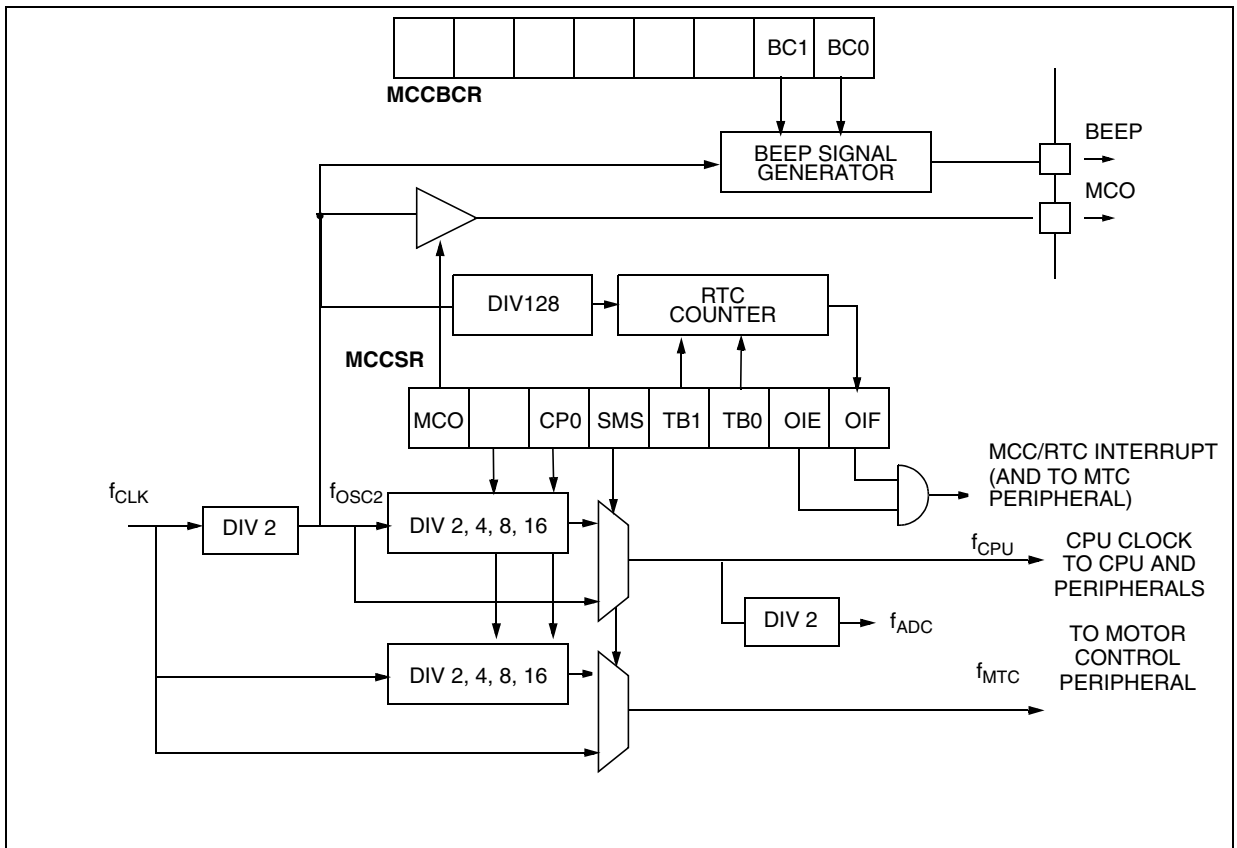 BC1 BC0
MCCBCR
BEEP
BEEP SIGNAL
GENERATOR
MCO
DIV128
RTC
COUNTER
MCCSR
MCO CP0 SMS TB1 TB0 OIE OIF
MCC/RTC INTERRUPT
(AND TO MTC
PERIPHERAL)
fCLK
fOSC2
DIV 2
DIV 2, 4, 8, 16
fCPU
CPU CLOCK
TO CPU AND
PERIPHERALS
DIV 2
fADC
TO MOTOR
CONTROL
PERIPHERAL
DIV 2, 4, 8, 16
fMTC